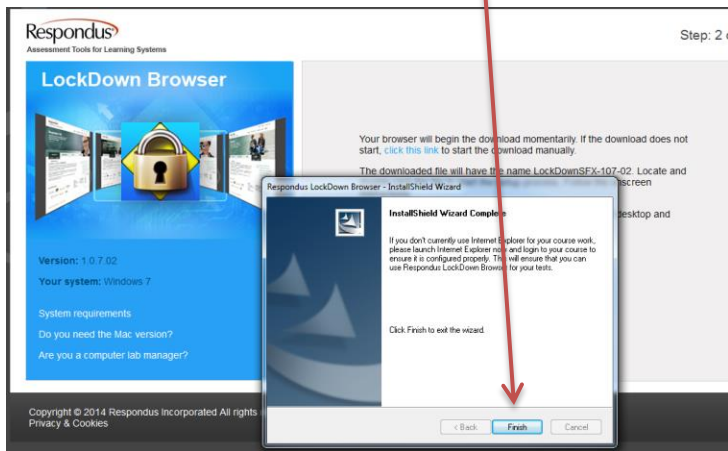 Respondus
Assessment Tools for Learning Systems
Step: 2
LockDown Browser
Your browser will begin the download momentarily. If the download does not
start, click this link to start the download manually.
The downloaded file will have the name LockDownSFX-107-02. Locate and
screen
desktop and
Version: 1.0.7.02
Your system: Windows 7
System requirements
Do you need the Mac version?
Are you a computer lab manager?
Copyright © 2014 Respondus Incorporated All rights
Privacy & Cookies
Respondus LockDown Browser - InstallShield Wizard
InstallShield Wizard Complete
If you don't currently use Internet Explorer for your course work,
please launch Internet Explorer now and login to your course to
ensure it is configured properly. This will ensure that you can
use Respondus LockDown Browser for your tests.
Click Finish to exit the wizard.
< Back
Finish
Cancel